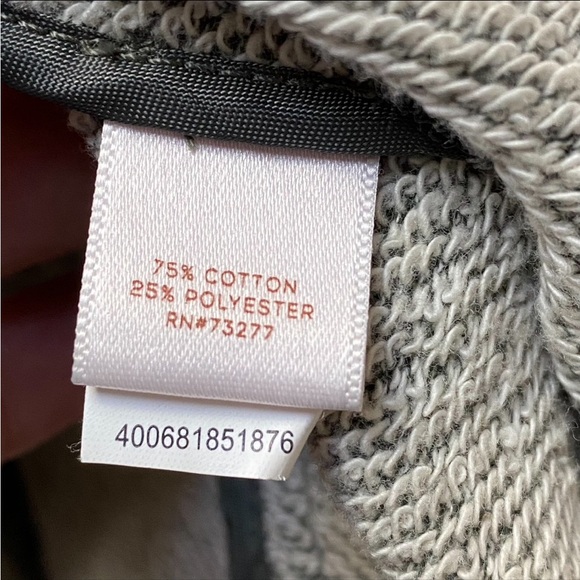 75% COTTON
25% POLYESTER
RN#73277
400681851876